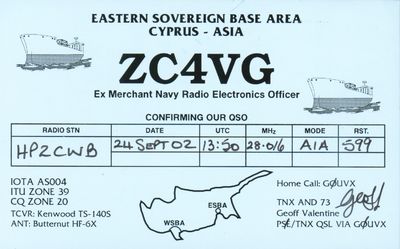 EASTERN SOVEREIGN BASE AREA
CYPRUS - ASIA
ZC4VG
Ex Merchant Navy Radio Electronics Officer
CONFIRMING OUR QSO
RADIO STN DATE UTC MHz MODE RST.
HP2CWB 24 SEPT 02 13:50 28.016 A1A 599
IOTA AS004
ITU ZONE 39
CQ ZONE 20
TCVR: Kenwood TS-140S
ANT: Butternut HF-6X
ESBA
WSBA
Home Call: GØUVX
TNX AND 73 Geoff
Geoff Valentine
PSE/TNX QSL VIA GØUVX